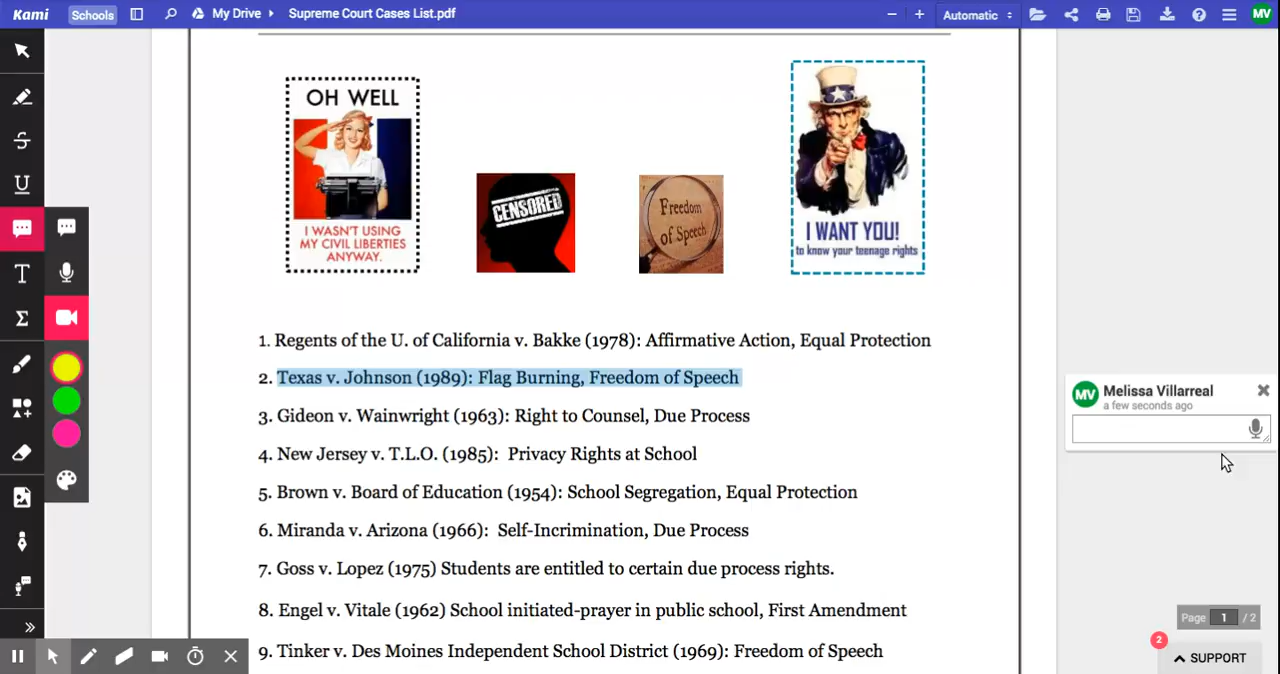 Kami Schools My Drive Supreme Court Cases List.pdf Automatic MV
OH WELL
I WASN'T USING
MY CIVIL LIBERTIES
ANYWAY.
CENSORED
Freedom
of Speech
I WANT YOU!
to know your teenage rights
1. Regents of the U. of California v. Bakke (1978): Affirmative Action, Equal Protection
2. Texas v. Johnson (1989): Flag Burning, Freedom of Speech
3. Gideon v. Wainwright (1963): Right to Counsel, Due Process
4. New Jersey v. T.L.O. (1985): Privacy Rights at School
5. Brown v. Board of Education (1954): School Segregation, Equal Protection
6. Miranda v. Arizona (1966): Self-Incrimination, Due Process
7. Goss v. Lopez (1975) Students are entitled to certain due process rights.
8. Engel v. Vitale (1962) School initiated-prayer in public school, First Amendment
9. Tinker v. Des Moines Independent School District (1969): Freedom of Speech
MV Melissa Villarreal
a few seconds ago
Page 1 / 2
2
SUPPORT